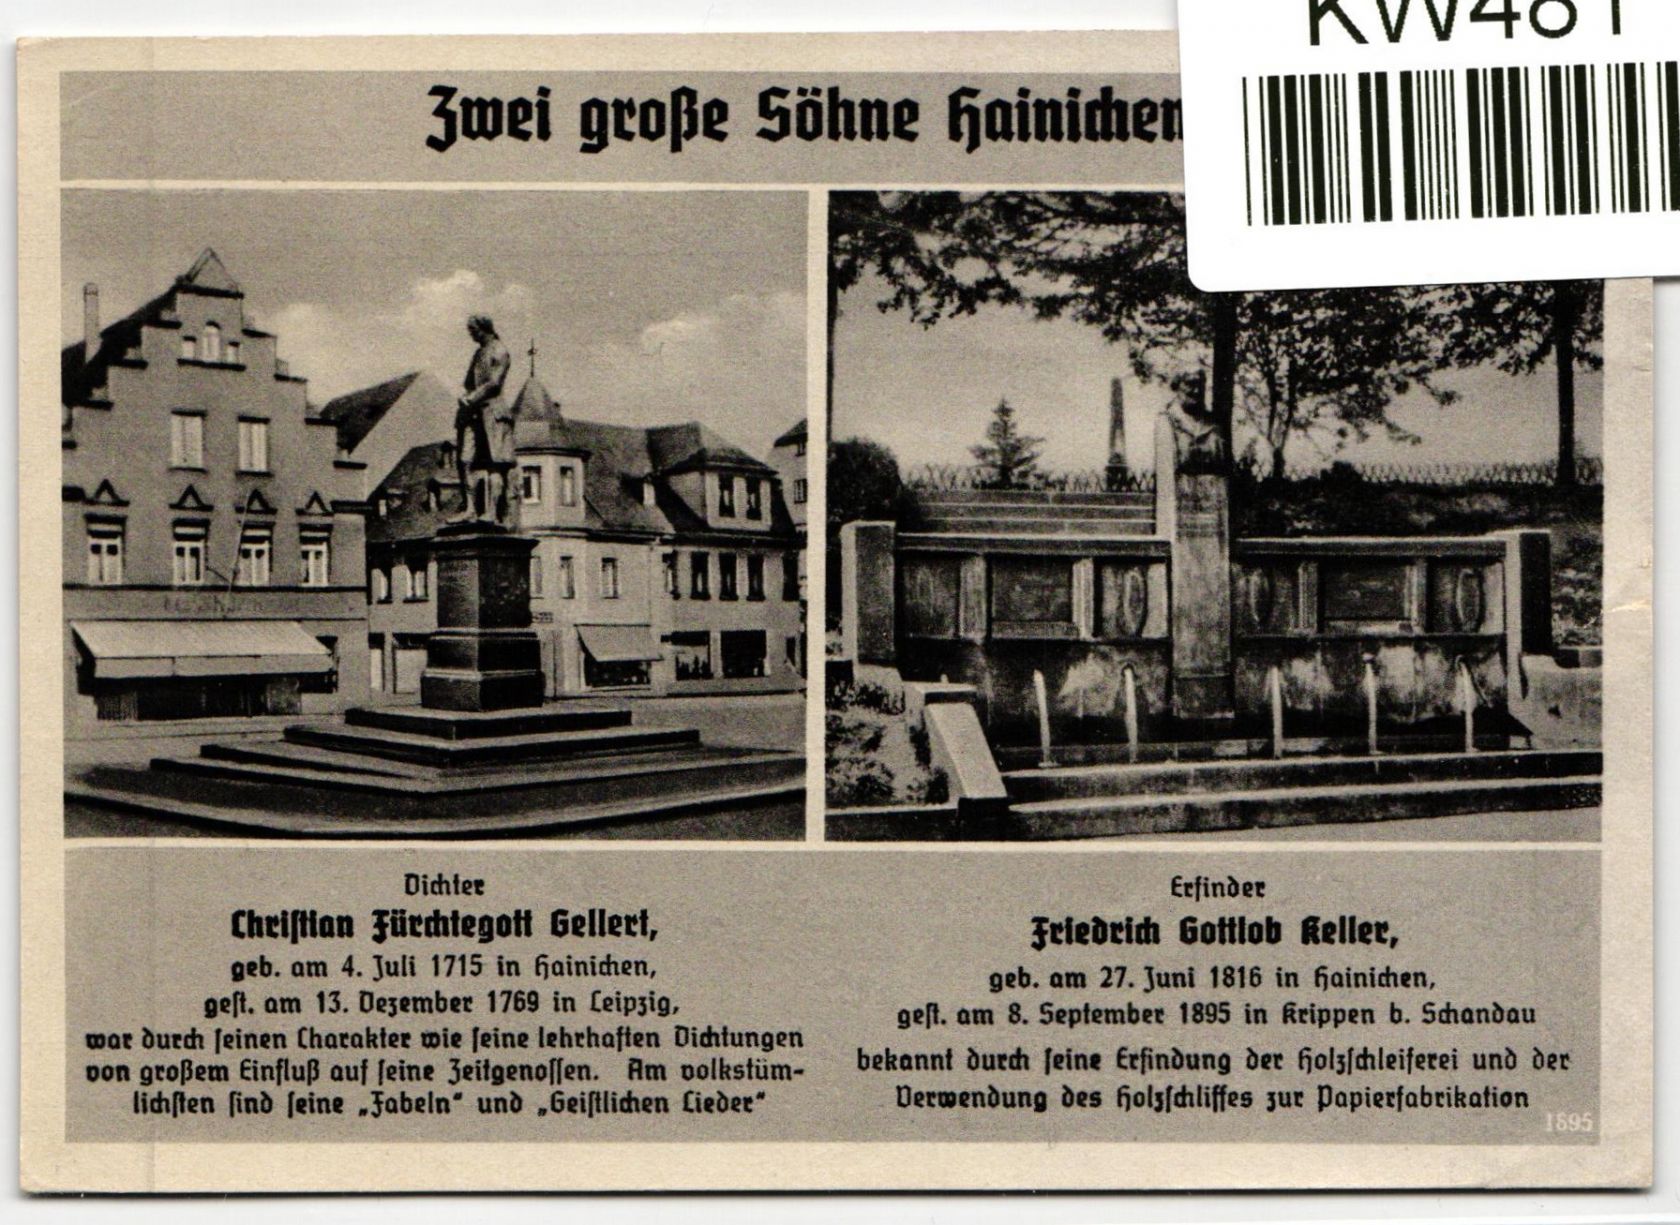 KW481
Zwei große Söhne Hainichen
Dichter
Christian Fürchtegott Gellert,
geb. am 4. Juli 1715 in Hainichen,
gest. am 13. Dezember 1769 in Leipzig,
war durch seinen Charakter wie seine lehrhaften Dichtungen
von großem Einfluß auf seine Zeitgenossen. Am volkstüm-
lichsten sind seine „Fabeln“ und „Geistlichen Lieder“
Erfinder
Friedrich Gottlob Keller,
geb. am 27. Juni 1816 in Hainichen,
gest. am 8. September 1895 in Krippen b. Schandau
bekannt durch seine Erfindung der Holzschleiferei und der
Verwendung des Holzschliffes zur Papierfabrikation
1895